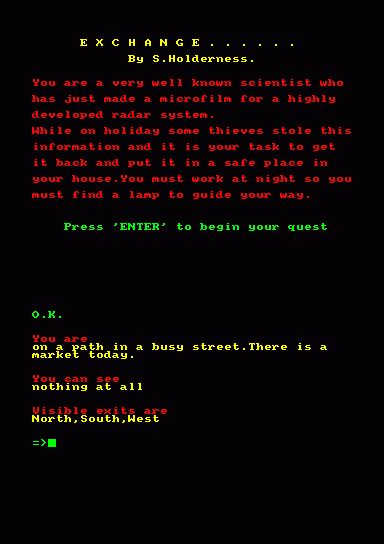 E X C H A N G E . . . . . .
By S.Holderness.
You are a very well known scientist who
has just made a microfilm for a highly
developed radar system.
While on holiday some thieves stole this
information and it is your task to get
it back and put it in a safe place in
your house.You must work at night so you
must find a lamp to guide your way.
Press 'ENTER' to begin your quest
O.K.
You are
on a path in a busy street.There is a
market today.
You can see
nothing at all
Visible exits are
North,South,West
=>